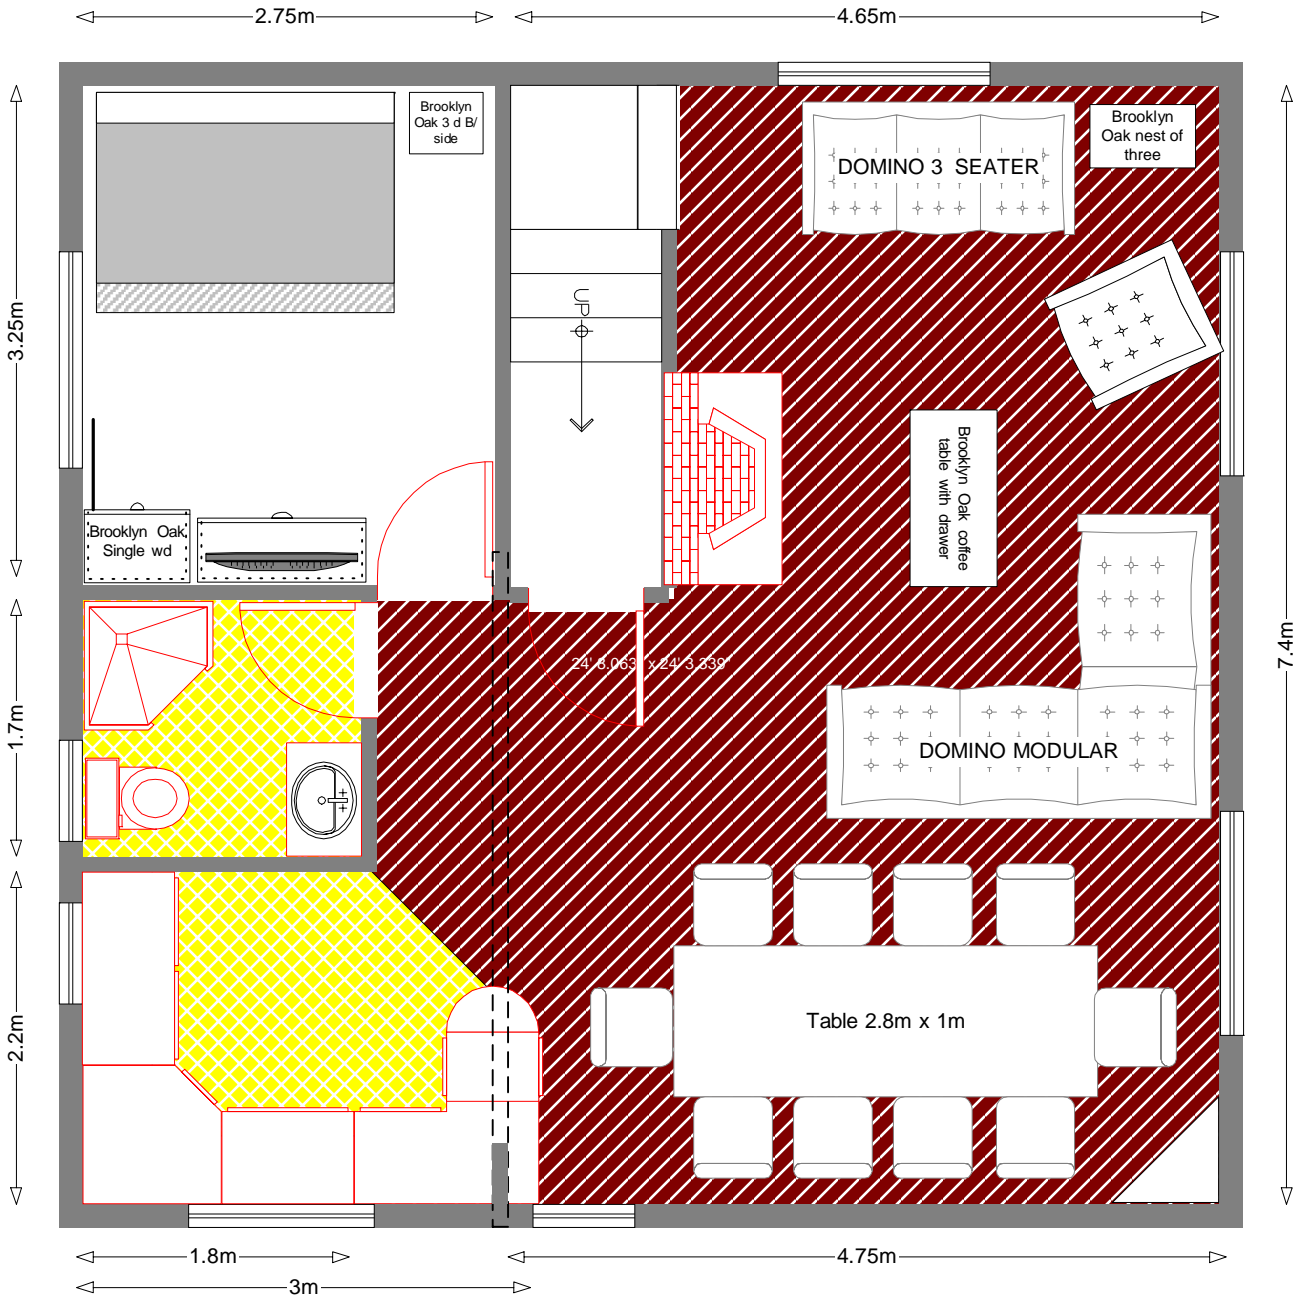 2.75m
4.65m
Brooklyn
Oak 3 d B/
side
Brooklyn
Oak nest of
three
DOMINO 3 SEATER
UP
3.25m
Brooklyn Oak coffee
table with drawer
Brooklyn Oak
Single wd
24' 8.063" x 24' 3.339"
7.4m
1.7m
DOMINO MODULAR
2.2m
Table 2.8m x 1m
1.8m
4.75m
3m